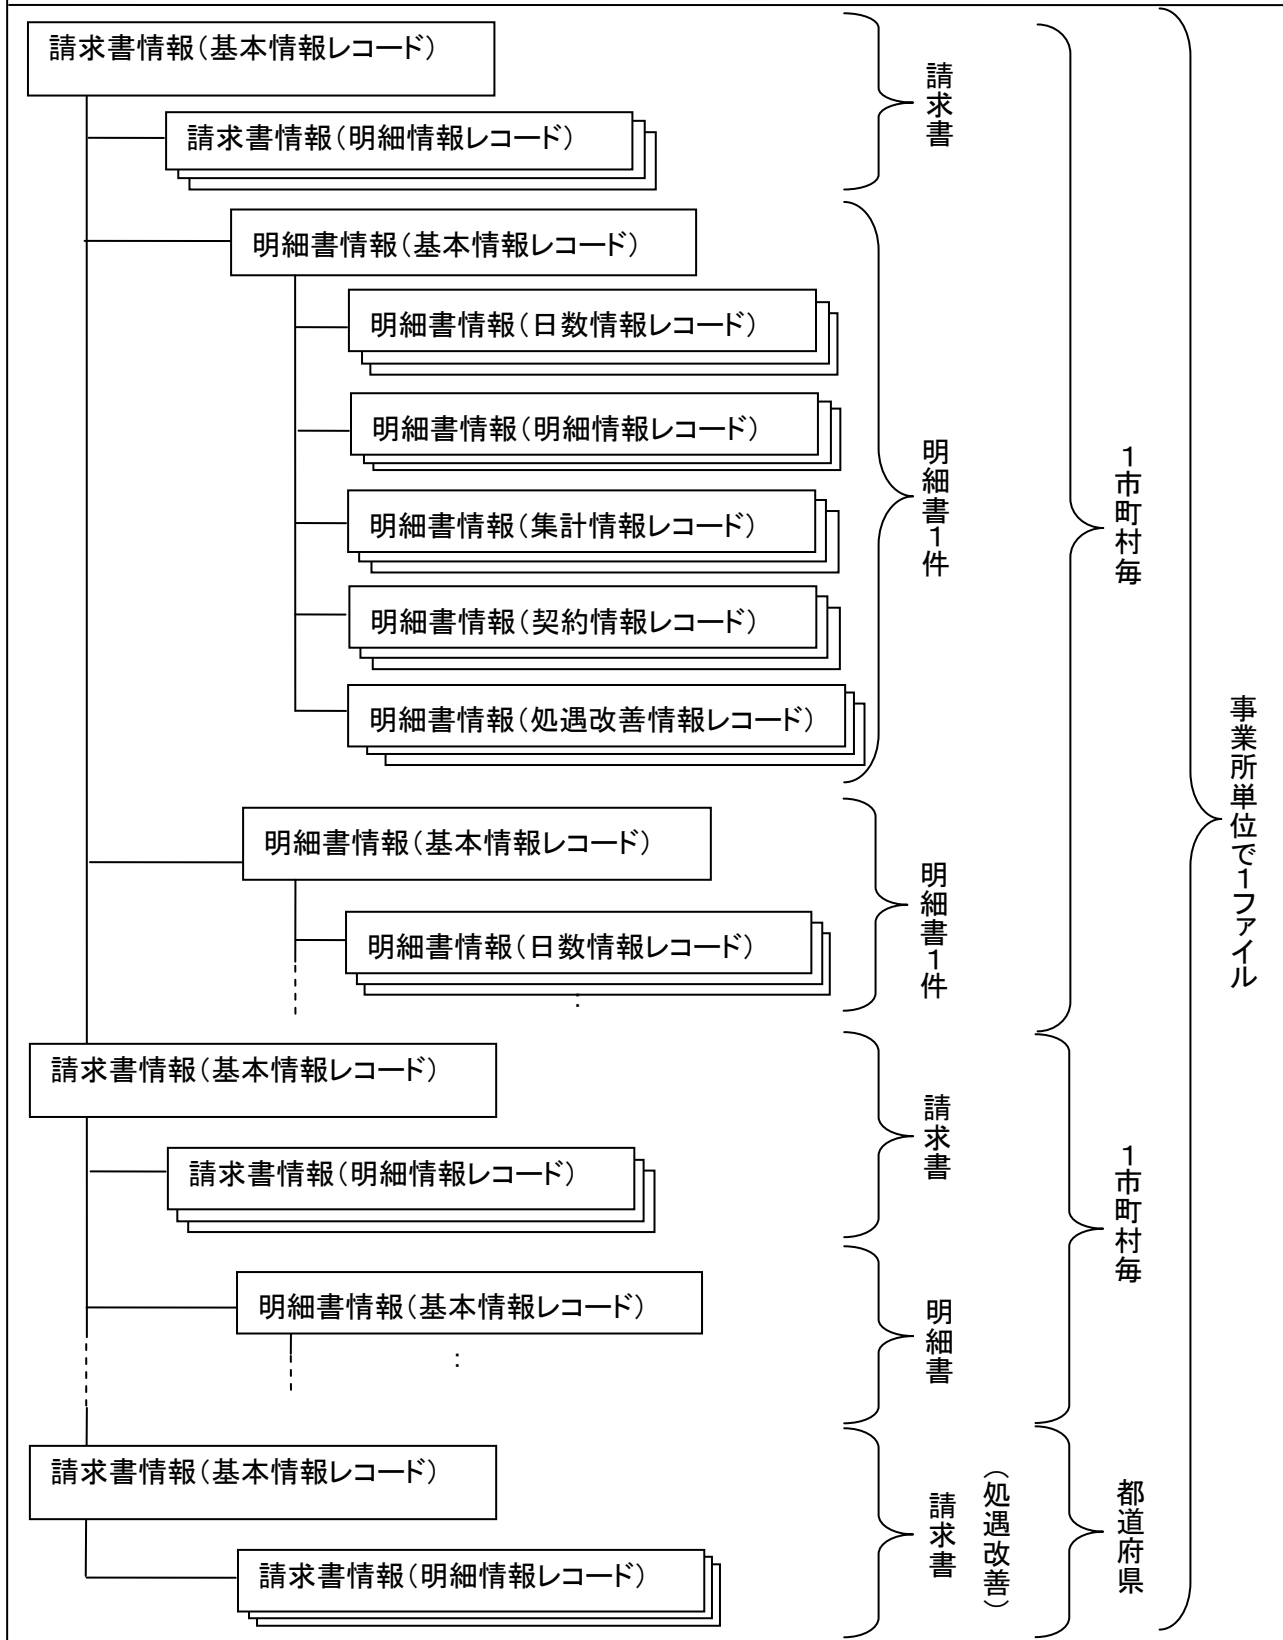 請求書情報(基本情報レコード)
請求書情報(明細情報レコード)
請求書
明細書情報(基本情報レコード)
明細書情報(日数情報レコード)
明細書情報(明細情報レコード)
明細書情報(集計情報レコード)
明細書情報(契約情報レコード)
明細書情報(処遇改善情報レコード)
明細書1件
明細書情報(基本情報レコード)
明細書情報(日数情報レコード)
:
明細書1件
1市町村毎
請求書情報(基本情報レコード)
請求書情報(明細情報レコード)
請求書
明細書情報(基本情報レコード)
:
明細書
1市町村毎
請求書情報(基本情報レコード)
請求書情報(明細情報レコード)
(処遇改善)
請求書
都道府県
事業所単位で1ファイル